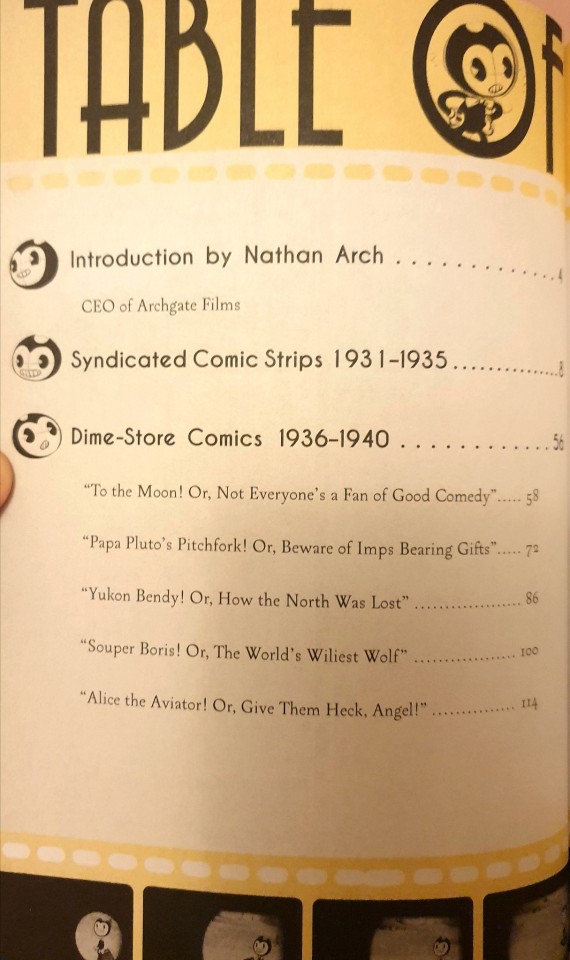 TABLE OF
Introduction by Nathan Arch ............ 4
CEO of Archgate Films
Syndicated Comic Strips 1931–1935 ............ 8
Dime-Store Comics 1936–1940 ............ 56
“To the Moon! Or, Not Everyone’s a Fan of Good Comedy”..... 58
“Papa Pluto’s Pitchfork! Or, Beware of Imps Bearing Gifts”..... 72
“Yukon Bendy! Or, How the North Was Lost” ................... 86
“Souper Boris! Or, The World’s Wiliest Wolf” .................. 100
“Alice the Aviator! Or, Give Them Heck, Angel!” ............... 114